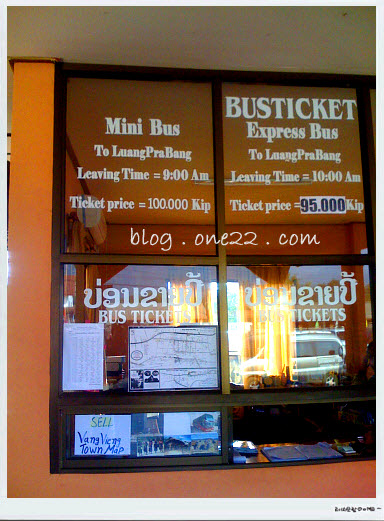 Mini Bus
To LuangPraBang
Leaving Time = 9:00 Am
Ticket price = 100.000 Kip
BUSTICKET
Express Bus
To LuangPraBang
Leaving Time = 10:00 Am
Ticket price = 95.000 Kip
blog . one22 . com
ບ່ອນຂາຍປີ້
BUS TICKETS
ບ່ອນຂາຍປີ້
BUS TICKETS
SELL
Vang Vieng
Town Map